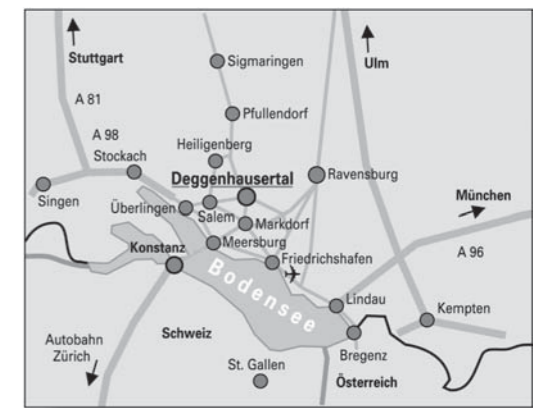 Stuttgart
Sigmaringen
Ulm
A 81
Pfullendorf
A 98
Heiligenberg
Stockach
Deggenhausertal
Ravensburg
Singen
Überlingen
Salem
München
Markdorf
Konstanz
Meersburg
A 96
Friedrichshafen
Bodensee
Lindau
Kempten
Schweiz
Autobahn
Zürich
Bregenz
St. Gallen
Österreich